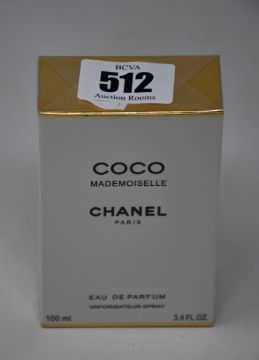 BCVA
512
Auction Rooms
COCO
MADEMOISELLE
CHANEL
PARIS
EAU DE PARFUM
VAPORISATEUR SPRAY
100 ml 3.4 FL. OZ.